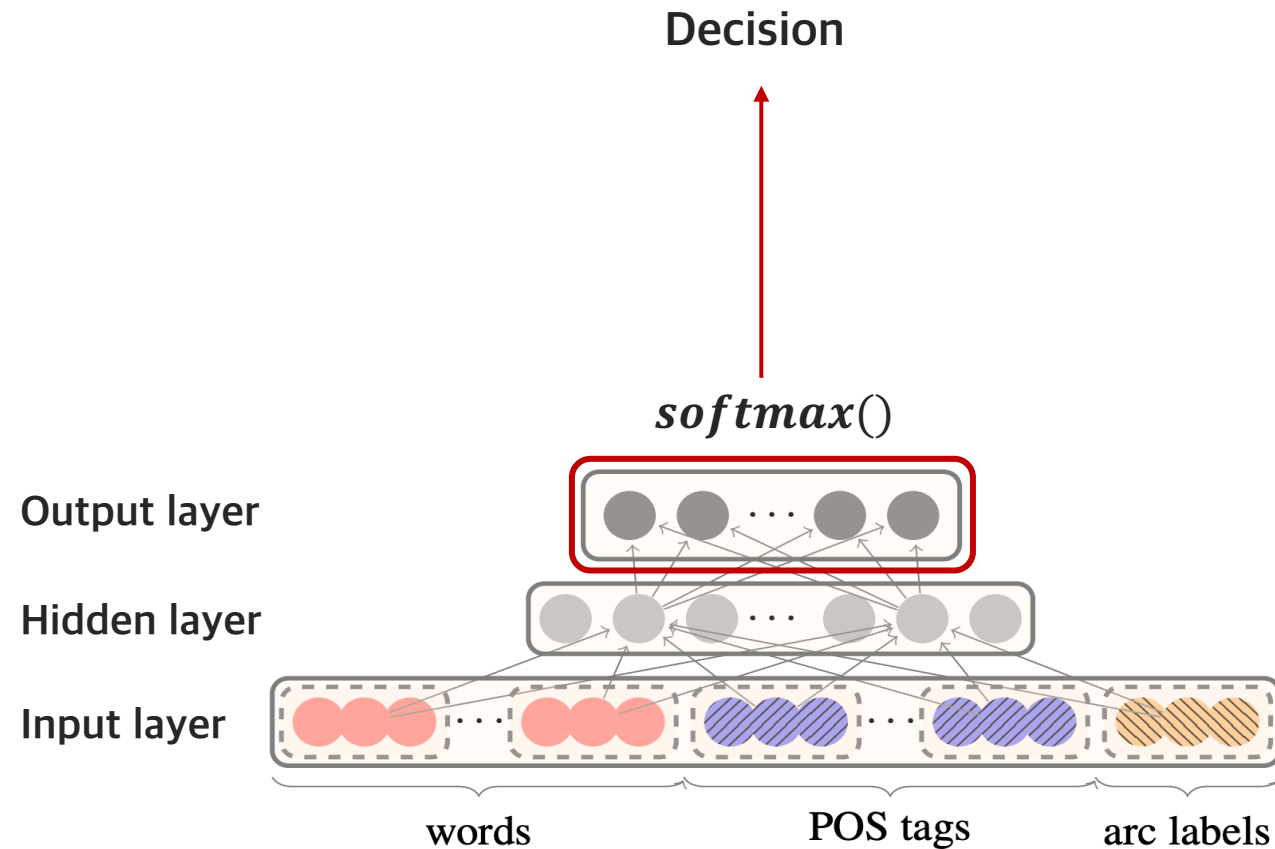 Decision
softmax()
Output layer
. . .
Hidden layer
. . .
Input layer
. . .
. . .
words
POS tags
arc labels